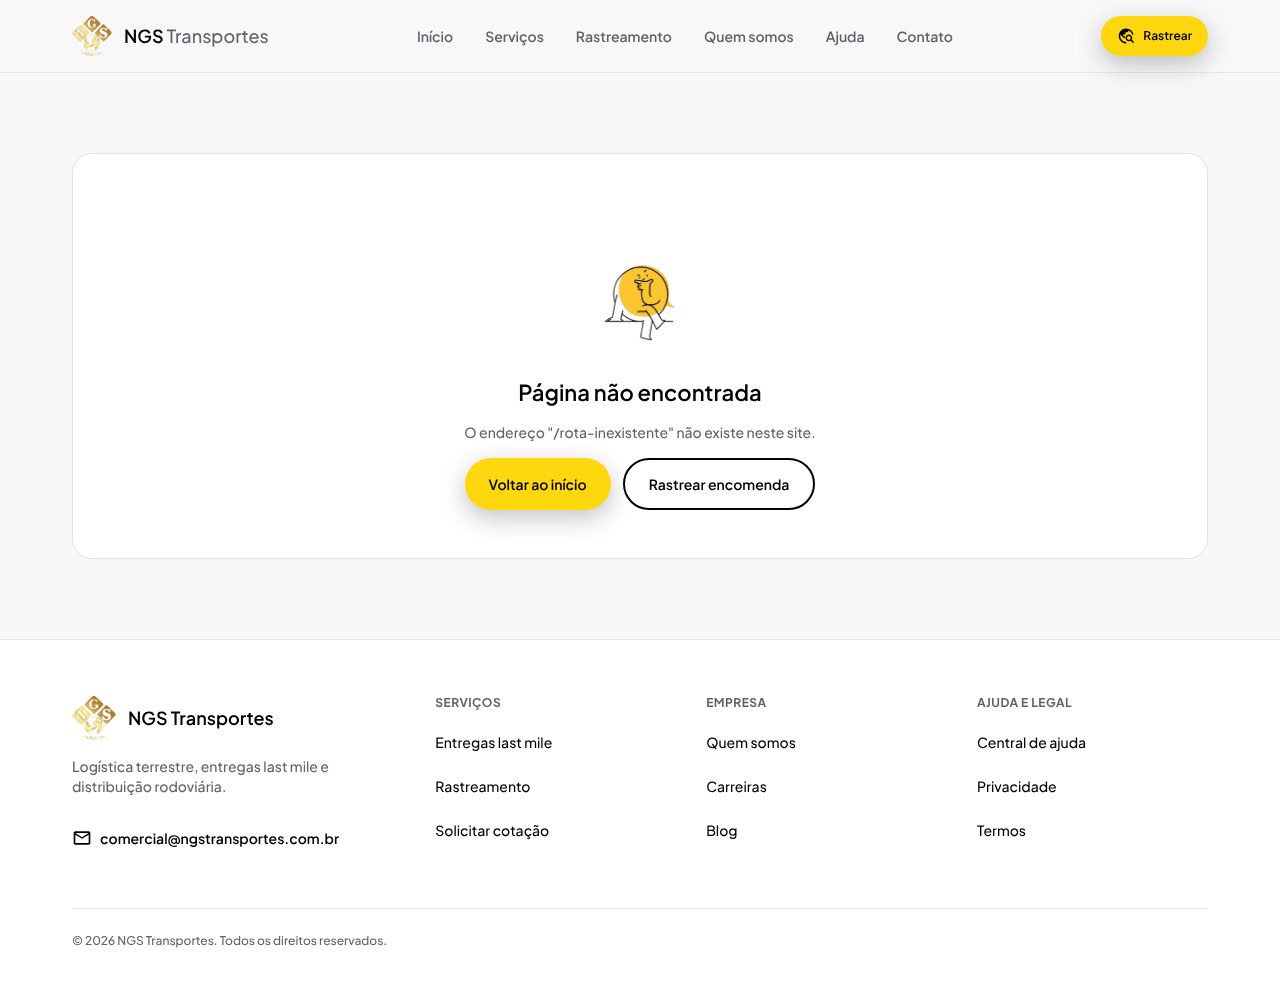 NGS
NGS Transportes
Início
Serviços
Rastreamento
Quem somos
Ajuda
Contato
Rastrear
Página não encontrada
O endereço "/rota-inexistente" não existe neste site.
Voltar ao início
Rastrear encomenda
NGS
NGS Transportes
Logística terrestre, entregas last mile e
distribuição rodoviária.
comercial@ngstransportes.com.br
SERVIÇOS
Entregas last mile
Rastreamento
Solicitar cotação
EMPRESA
Quem somos
Carreiras
Blog
AJUDA E LEGAL
Central de ajuda
Privacidade
Termos
© 2026 NGS Transportes. Todos os direitos reservados.